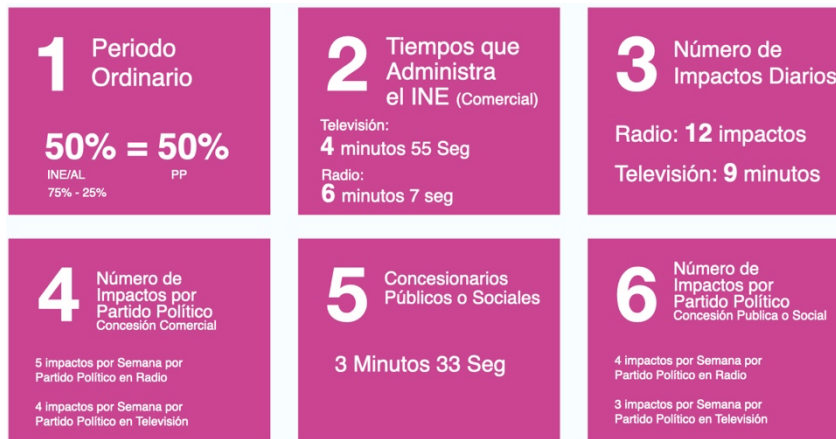 1
Periodo
Ordinario
50% = 50%
INE/AL PP
75% - 25%
2
Tiempos que
Administra
el INE (Comercial)
Televisión:
4 minutos 55 Seg
Radio:
6 minutos 7 seg
3
Número de
Impactos Diarios
Radio: 12 impactos
Televisión: 9 minutos
4
Número de
Impactos por
Partido Político
Concesión Comercial
5 impactos por Semana por
Partido Político en Radio
4 impactos por Semana por
Partido Político en Televisión
5
Concesionarios
Públicos o Sociales
3 Minutos 33 Seg
6
Número de
Impactos por
Partido Político
Concesión Publica o Social
4 impactos por Semana por
Partido Político en Radio
3 impactos por Semana por
Partido Político en Televisión